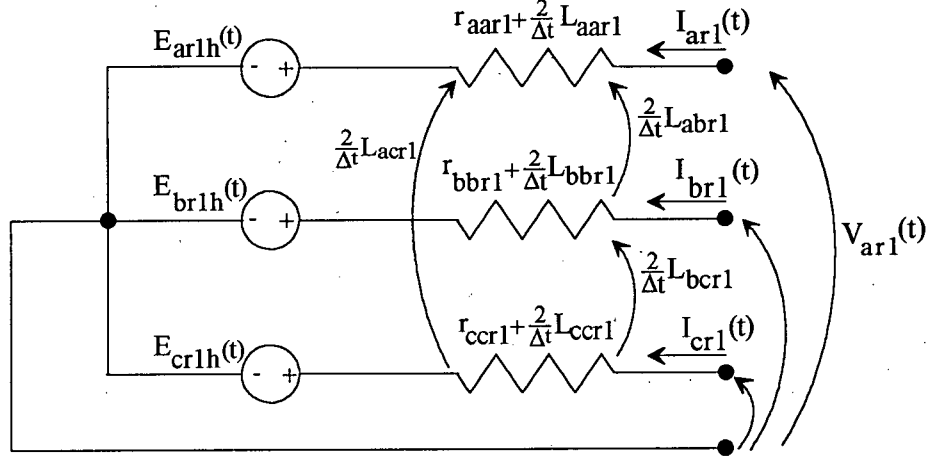 E_ar1h(t)
- +
r_aar1+2/Δt L_aar1
I_ar1(t)
2/Δt L_acr1
2/Δt L_abr1
E_br1h(t)
- +
r_bbr1+2/Δt L_bbr1
I_br1(t)
V_ar1(t)
2/Δt L_bcr1
E_cr1h(t)
- +
r_ccr1+2/Δt L_ccr1
I_cr1(t)